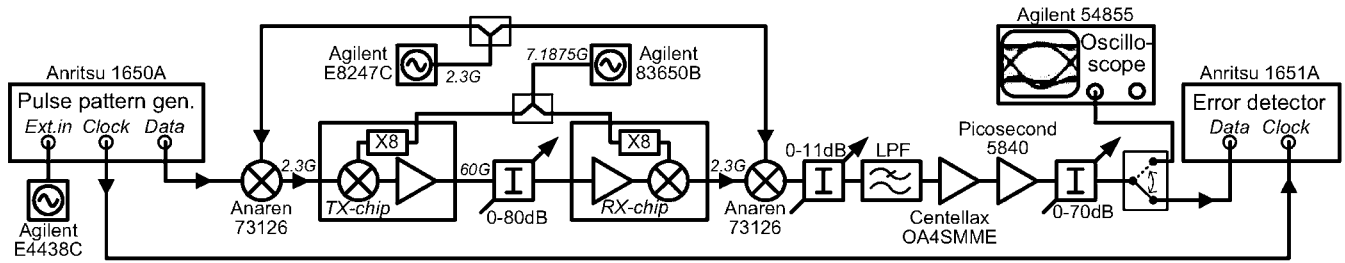 Agilent 54855
Oscillo-
scope
Agilent
E8247C
2.3G
7.1875G
Agilent
83650B
Anritsu 1650A
Pulse pattern gen.
Ext.in
Clock
Data
Anritsu 1651A
Error detector
Data
Clock
X8
X8
2.3G
60G
2.3G
0-11dB
LPF
Picosecond
5840
TX-chip
RX-chip
Anaren
73126
0-80dB
Anaren
73126
Centellax
OA4SMME
0-70dB
Agilent
E4438C